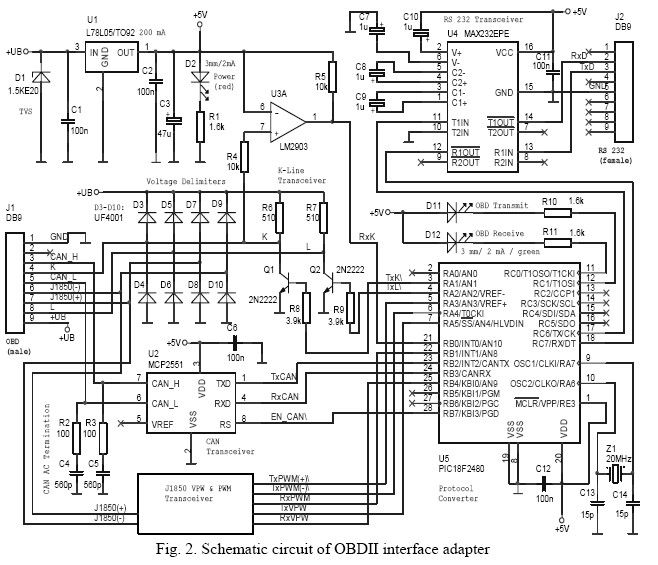 U1
L78L05/TO92 200 mA
+5V
+UB
3
IN
OUT
1
GND
2
D1
1.5KE20
TVS
C1
100n
C2
100n
C3
47u
D2
3mm/2mA
Power
(red)
R1
1.6k
R5
10k
U3A
6
7
1
LM2903
R4
10k
K-Line
Transceiver
C7
1u
C10
1u
C8
1u
C9
1u
RS 232 Transceiver
U4 MAX232EPE
+5V
2 V+
6 V-
5 C2-
4 C2+
3 C1-
1 C1+
11 T1IN
10 T2IN
12 R1OUT
9 R2OUT
VCC 16
GND 15
T1OUT 14
T2OUT 7
R1IN 13
R2IN 8
C11
100n
RxD
TxD
GND
J2
DB9
1
2
3
4
5
6
7
8
9
RS 232
(female)
+UB
Voltage Delimiters
D3-D10:
UF4001
D3
D5
D7
D9
D4
D6
D8
D10
R6
510
R7
510
K
L
RxK
J1
DB9
1 GND
2
3 CAN_H
4 K
5 CAN_L
6 J1850(-)
7 J1850(+)
8 L
9 +UB
+UB
OBD
(male)
Q1
2N2222
Q2
2N2222
R8
3.9k
R9
3.9k
TxK\
TxL\
+5V
D11
OBD Transmit
R10
1.6k
D12
OBD Receive
R11
1.6k
3 mm/ 2 mA / green
2 RA0/AN0
3 RA1/AN1
4 RA2/AN2/VREF-
5 RA3/AN3/VREF+
6 RA4/T0CKI
7 RA5/SS/AN4/HLVDIN
21 RB0/INT0/AN10
22 RB1/INT1/AN8
23 RB2/INT2/CANTX
24 RB3/CANRX
25 RB4/KBI0/AN9
26 RB5/KBI1/PGM
27 RB6/KBI2/PGC
28 RB7/KBI3/PGD
RC0/T1OSO/T1CKI 11
RC1/T1OSI 12
RC2/CCP1 13
RC3/SCK/SCL 14
RC4/SDI/SDA 15
RC5/SDO 16
RC6/TX/CK 17
RC7/RX/DT 18
OSC1/CLKI/RA7 9
OSC2/CLKO/RA6 10
MCLR/VPP/RE3 1
VSS
VSS
VDD
19
8
20
U5
PIC18F2480
Protocol
Converter
C12
100n
+5V
Z1
20MHz
C13
15p
C14
15p
C6
100n
+5V
U2
MCP2551
3
7 CAN_H
6 CAN_L
5 VREF
VDD
VSS
TXD 1
RXD 4
RS 8
2
TxCAN
RxCAN
EN_CAN\
CAN
Transceiver
CAN AC Termination
R2
100
R3
100
C4
560p
C5
560p
J1850 VPW & PWM
Transceiver
TxPWM(+)\
TxPWM(-)\
RxPWM
TxVPW
RxVPW
J1850(+)
J1850(-)
Fig. 2. Schematic circuit of OBDII interface adapter